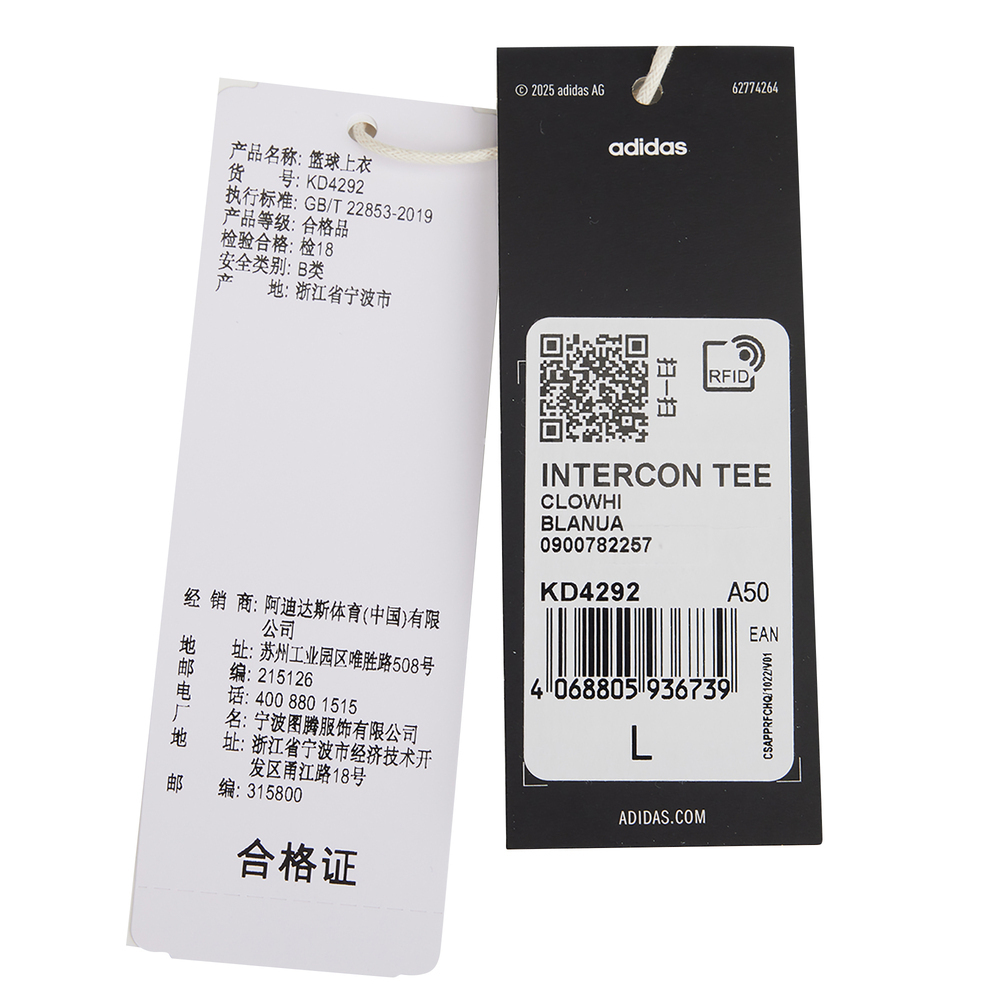 产品名称: 篮球上衣
货 号: KD4292
执行标准: GB/T 22853-2019
产品等级: 合格品
检验合格: 检18
安全类别: B类
产 地: 浙江省宁波市
经 销 商: 阿迪达斯体育(中国)有限
公司
地 址: 苏州工业园区唯胜路508号
邮 编: 215126
电 话: 400 880 1515
厂 名: 宁波图腾服饰有限公司
地 址: 浙江省宁波市经济技术开
发区甬江路18号
邮 编: 315800
合格证
© 2025 adidas AG
62774264
adidas
扫一扫
RFID
INTERCON TEE
CLOWHI
BLANUA
0900782257
KD4292 A50
EAN
4 068805 936739
CSAPPRFCHQ/1022/V01
L
ADIDAS.COM